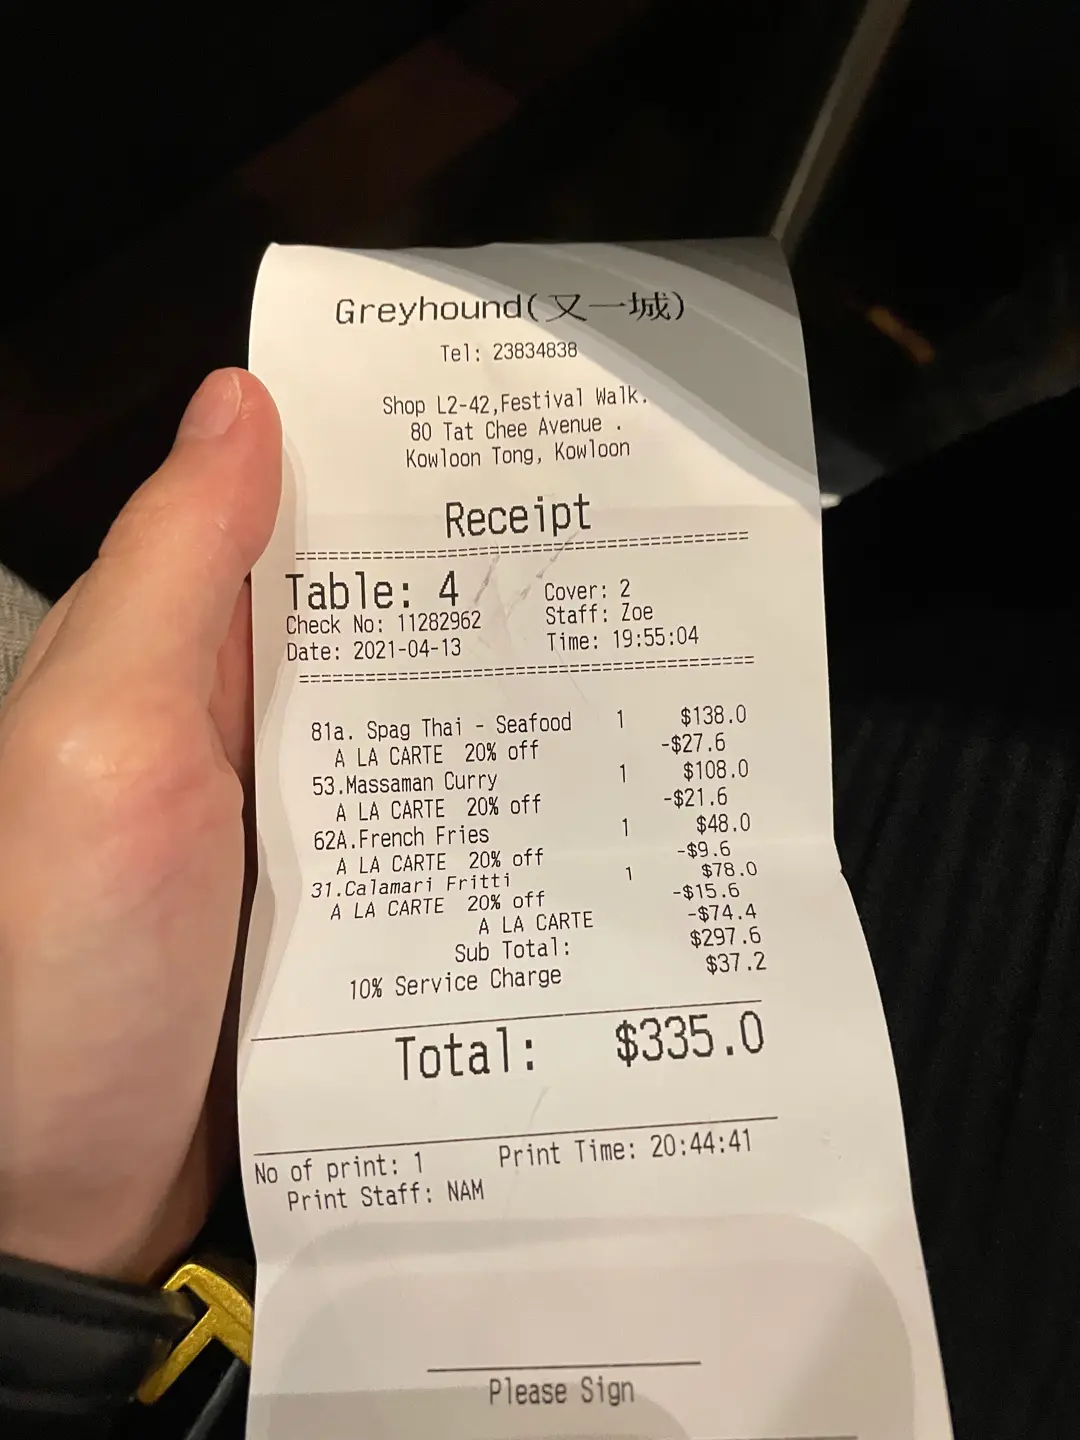 Greyhound(又一城)
Tel: 23834838
Shop L2-42,Festival Walk.
80 Tat Chee Avenue .
Kowloon Tong, Kowloon
Receipt
=========================================
Table: 4 Cover: 2
Check No: 11282962 Staff: Zoe
Date: 2021-04-13 Time: 19:55:04
=========================================
81a. Spag Thai - Seafood 1 $138.0
A LA CARTE 20% off -$27.6
53.Massaman Curry 1 $108.0
A LA CARTE 20% off -$21.6
62A.French Fries 1 $48.0
A LA CARTE 20% off -$9.6
31.Calamari Fritti 1 $78.0
A LA CARTE 20% off -$15.6
A LA CARTE -$74.4
Sub Total: $297.6
10% Service Charge $37.2
Total: $335.0
No of print: 1 Print Time: 20:44:41
Print Staff: NAM
Please Sign